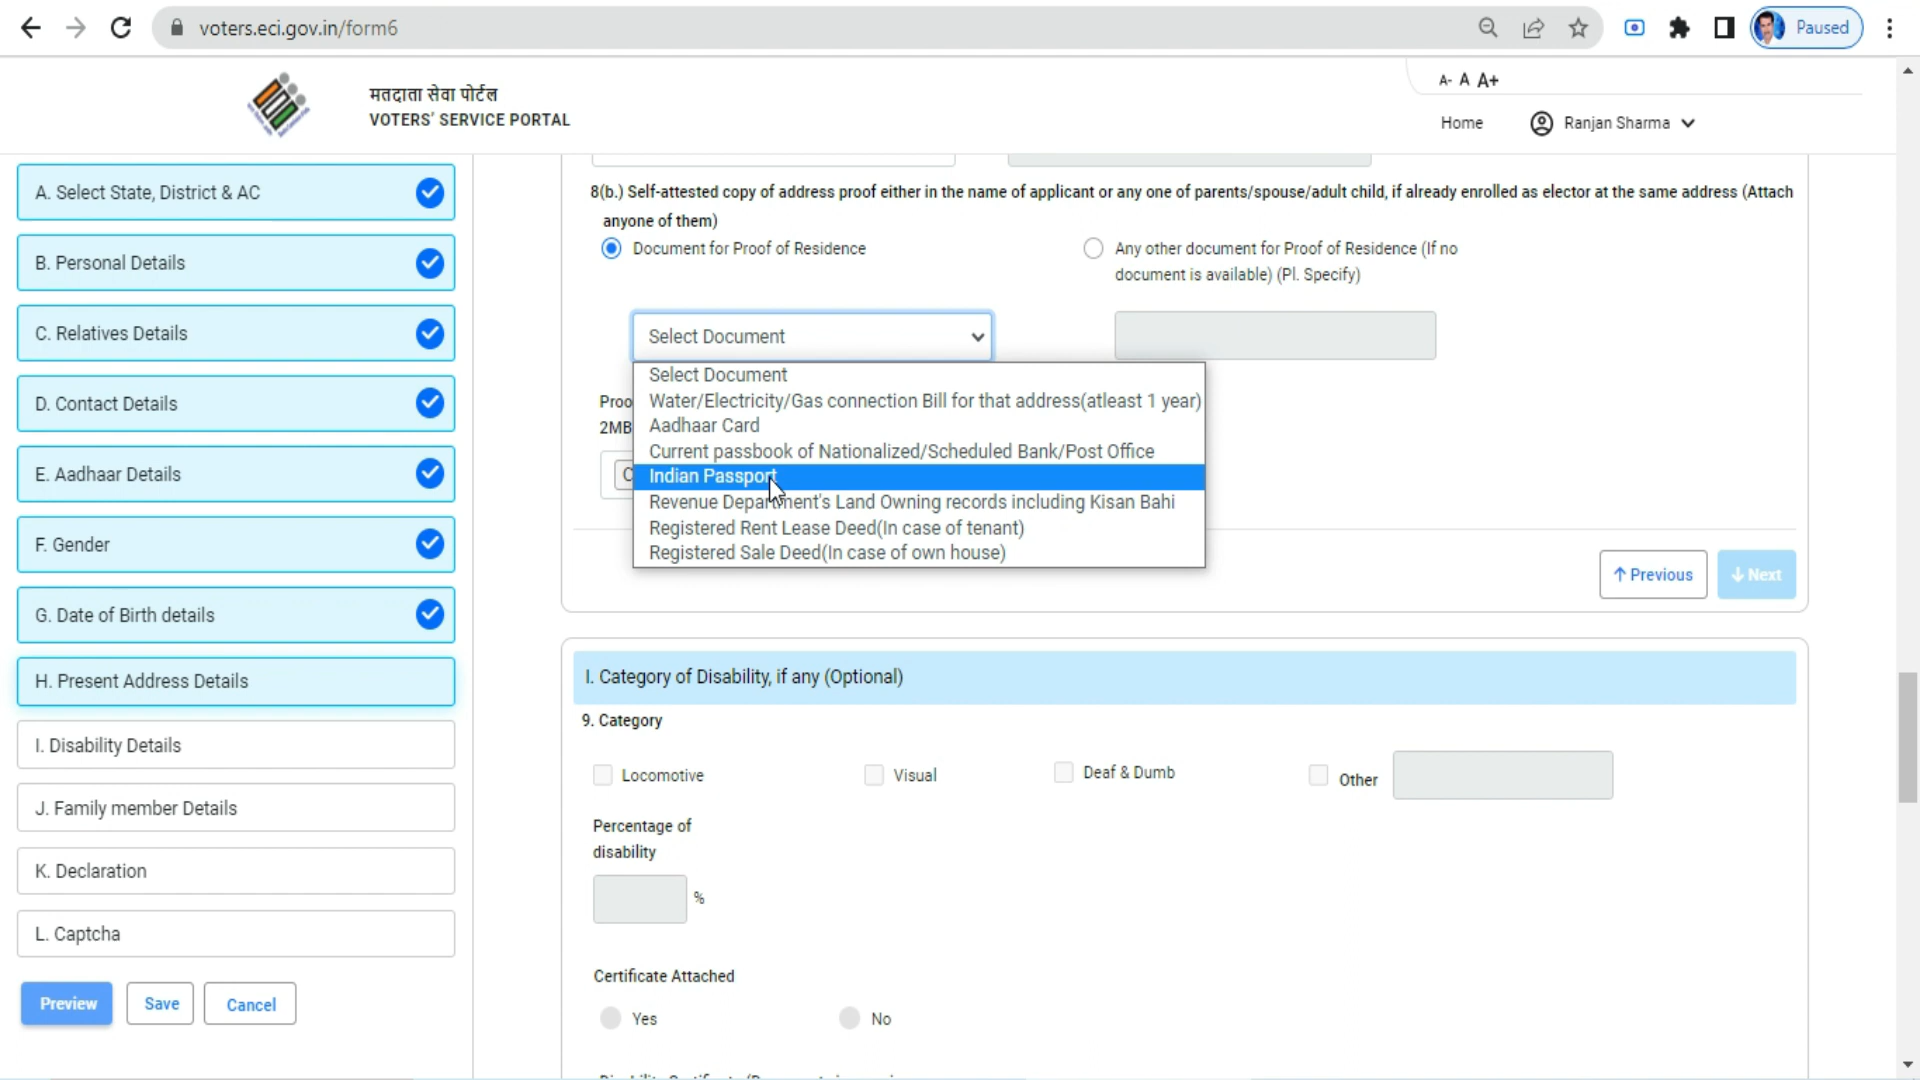 voters.eci.gov.in/form6
Paused
मतदाता सेवा पोर्टल
VOTERS' SERVICE PORTAL
A- A A+
Home
Ranjan Sharma
A. Select State, District & AC
B. Personal Details
C. Relatives Details
D. Contact Details
E. Aadhaar Details
F. Gender
G. Date of Birth details
H. Present Address Details
I. Disability Details
J. Family member Details
K. Declaration
L. Captcha
Preview
Save
Cancel
8(b.) Self-attested copy of address proof either in the name of applicant or any one of parents/spouse/adult child, if already enrolled as elector at the same address (Attach
anyone of them)
Document for Proof of Residence
Any other document for Proof of Residence (If no
document is available) (Pl. Specify)
Select Document
Select Document
Water/Electricity/Gas connection Bill for that address(atleast 1 year)
Aadhaar Card
Current passbook of Nationalized/Scheduled Bank/Post Office
Indian Passport
Revenue Department's Land Owning records including Kisan Bahi
Registered Rent Lease Deed(In case of tenant)
Registered Sale Deed(In case of own house)
2MB
Previous
Next
I. Category of Disability, if any (Optional)
9. Category
Locomotive
Visual
Deaf & Dumb
Other
Percentage of
disability
%
Certificate Attached
Yes
No